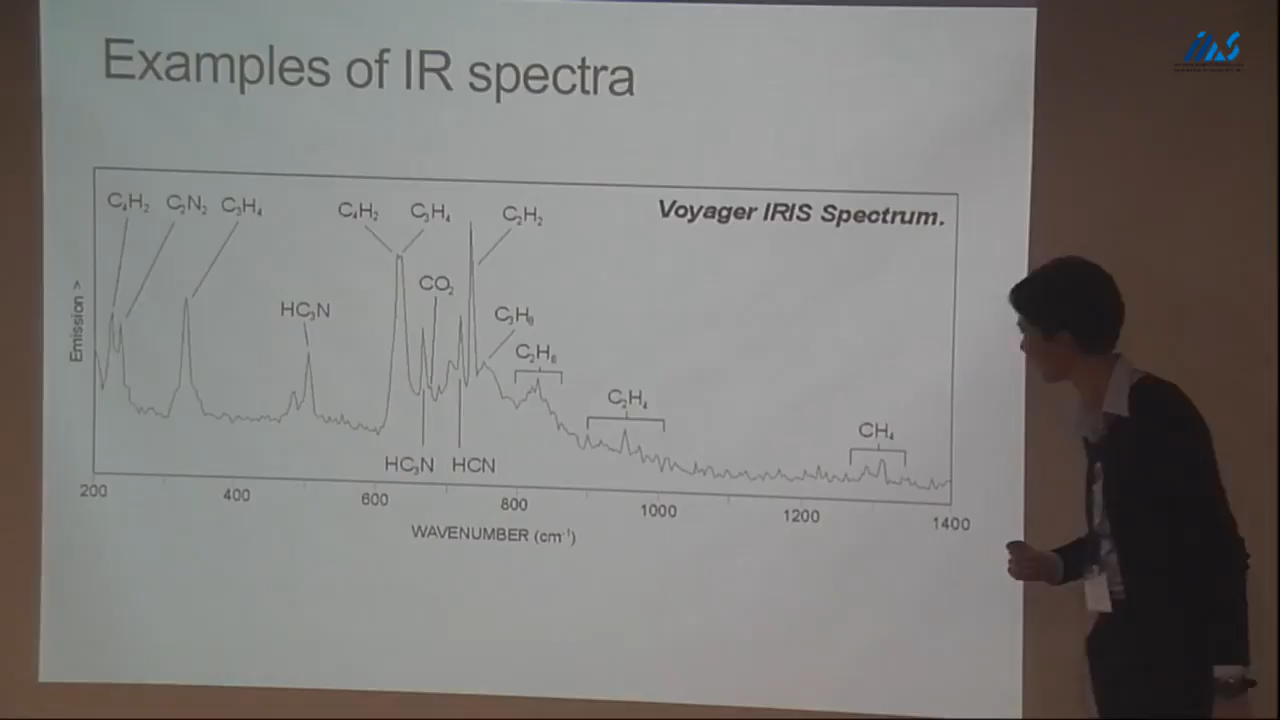 Examples of IR spectra
Voyager IRIS Spectrum.
C₄H₂ C₂N₂ C₃H₄
C₄H₂ C₃H₄ C₂H₂
CO₂
HC₃N
C₃H₈
C₂H₆
C₂H₄
CH₄
HC₃N HCN
Emission >
200 400 600 800 1000 1200 1400
WAVENUMBER (cm⁻¹)